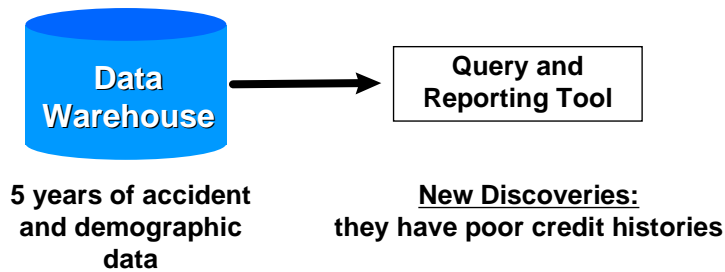 Data
Warehouse
Query and
Reporting Tool
5 years of accident
and demographic
data
New Discoveries:
they have poor credit histories